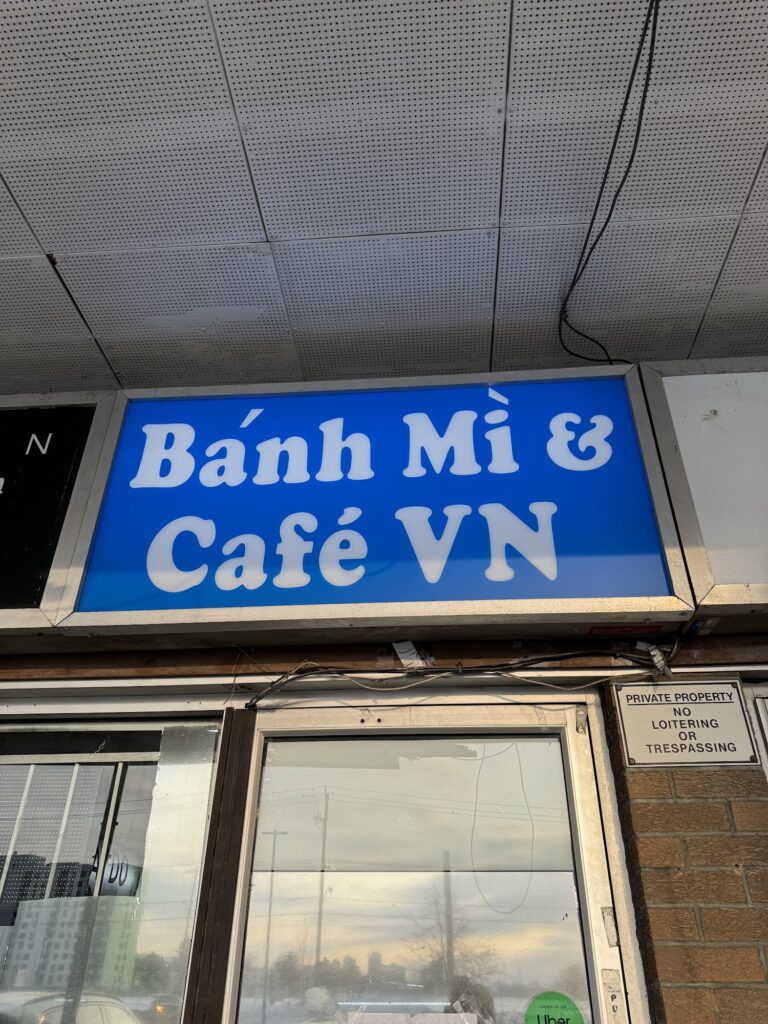 N
Bánh Mì &
Café VN
PRIVATE PROPERTY
NO
LOITERING
OR
TRESPASSING
Uber